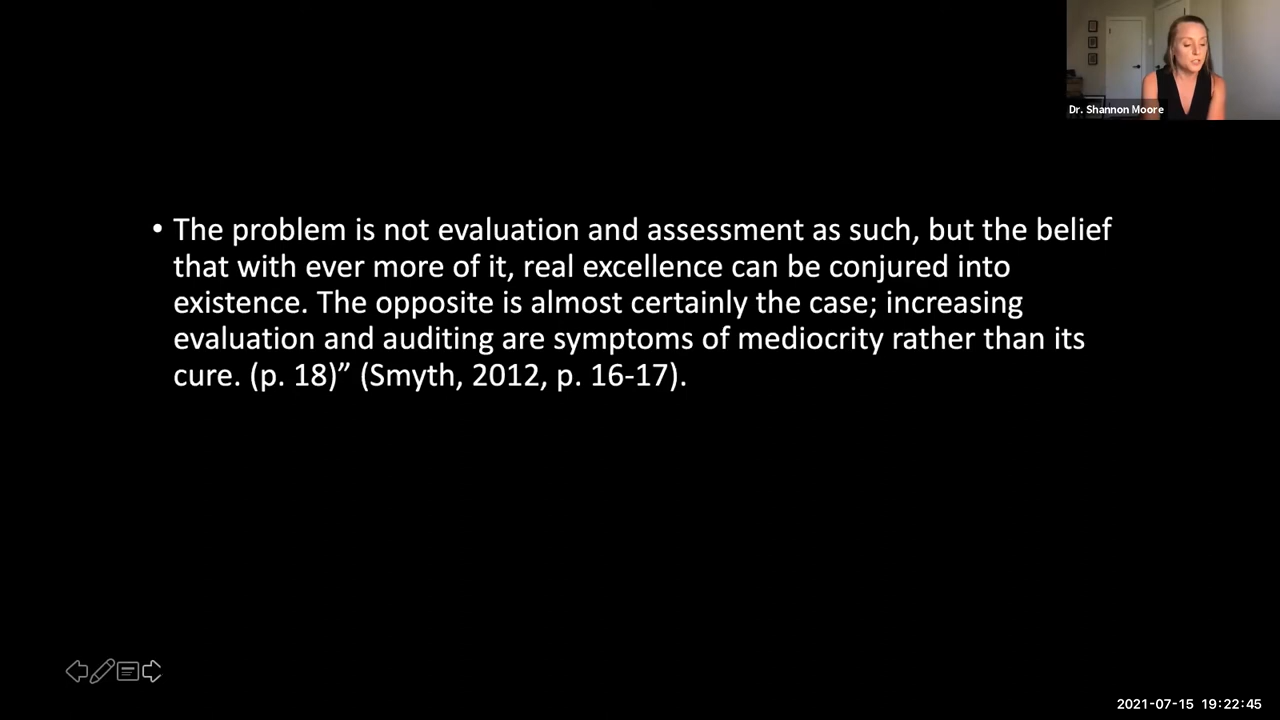 Dr. Shannon Moore
• The problem is not evaluation and assessment as such, but the belief
that with ever more of it, real excellence can be conjured into
existence. The opposite is almost certainly the case; increasing
evaluation and auditing are symptoms of mediocrity rather than its
cure. (p. 18)” (Smyth, 2012, p. 16-17).
2021-07-15 19:22:45